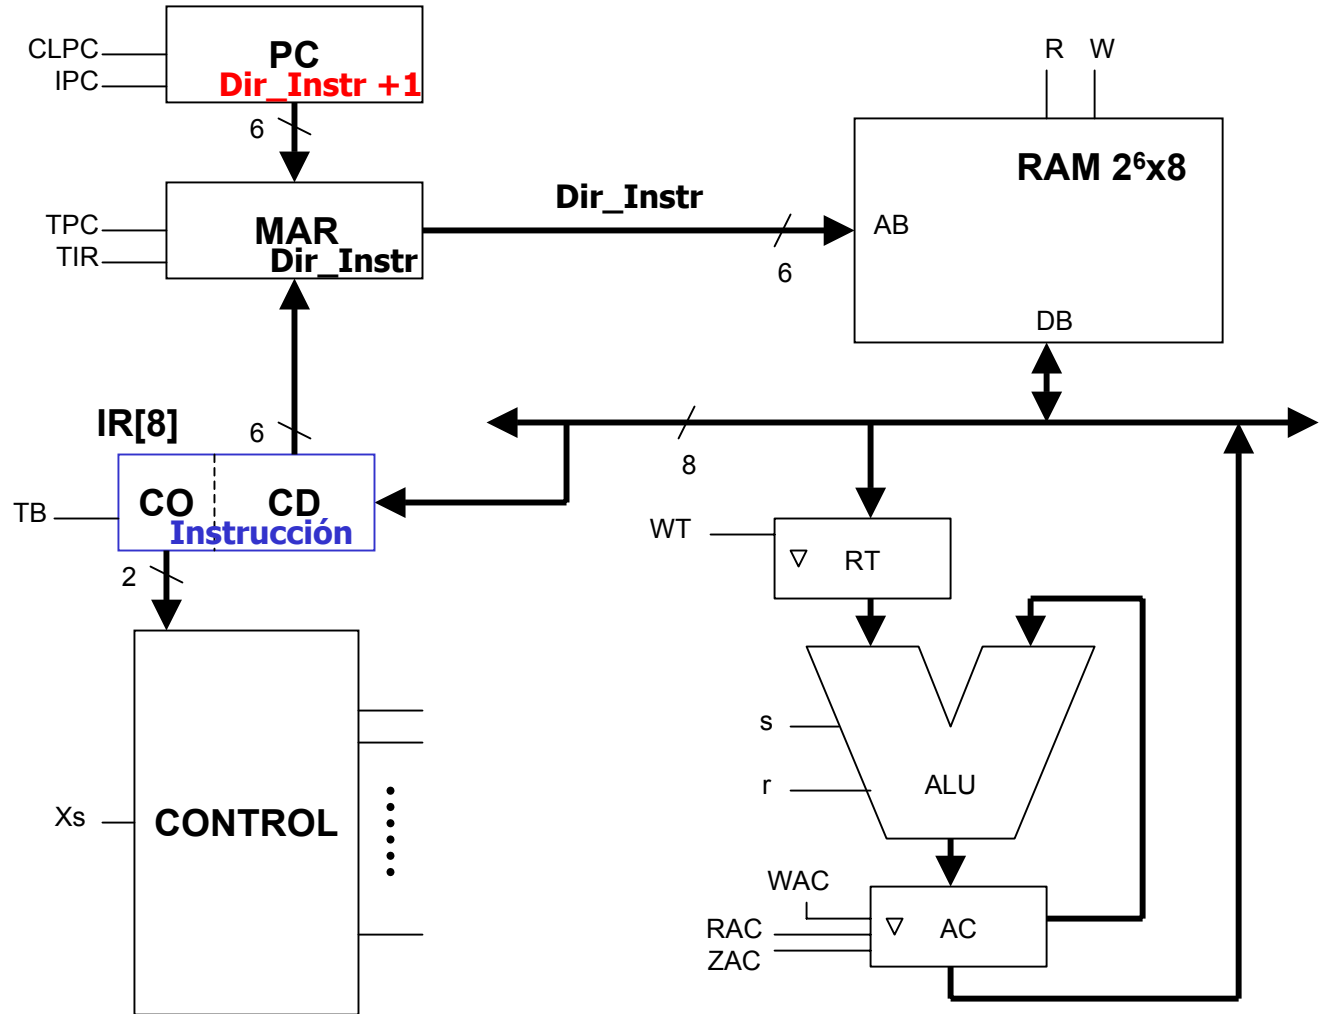 CLPC
IPC
PC
Dir_Instr +1
6
R W
RAM 2⁶x8
TPC
TIR
MAR
Dir_Instr
Dir_Instr
6
AB
DB
IR[8]
6
8
TB
CO CD
Instrucción
2
WT
RT
s
r
ALU
Xs
CONTROL
WAC
RAC
ZAC
AC